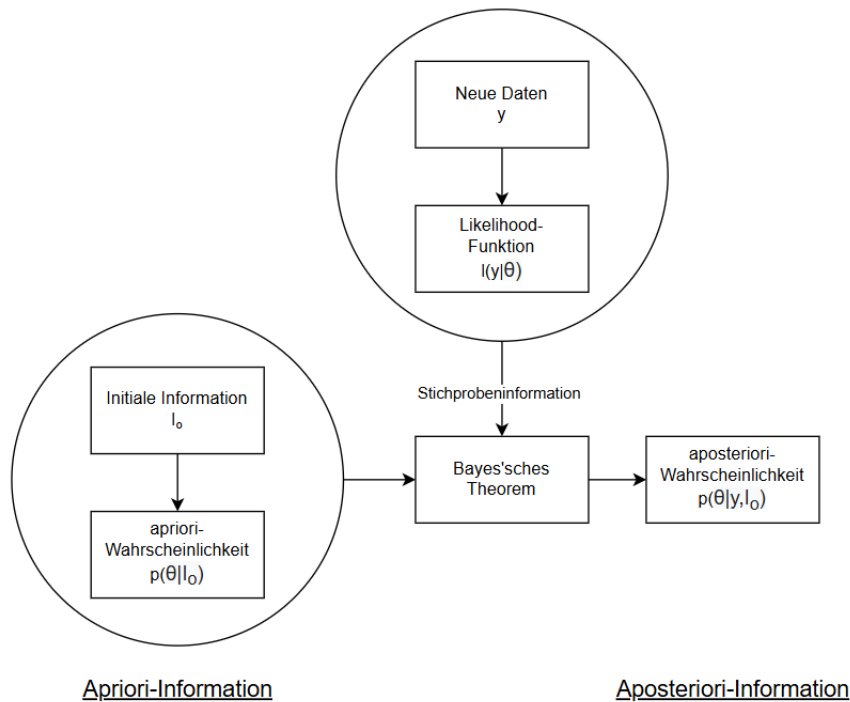 Neue Daten
y
Likelihood-
Funktion
l(y|θ)
Stichprobeninformation
Initiale Information
I₀
apriori-
Wahrscheinlichkeit
p(θ|I₀)
Bayes'sches
Theorem
aposteriori-
Wahrscheinlichkeit
p(θ|y,I₀)
Apriori-Information
Aposteriori-Information